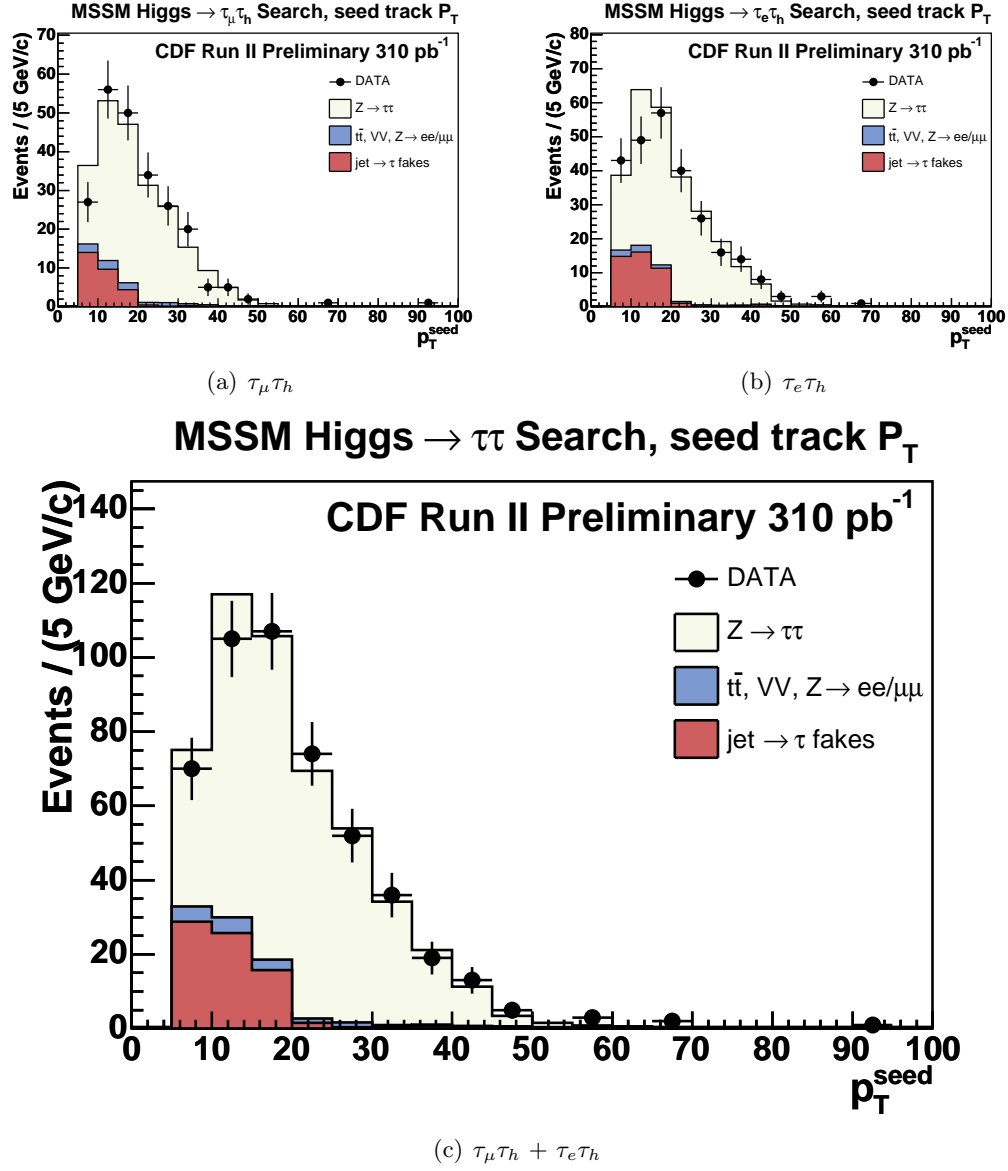 MSSM Higgs → τμτh Search, seed track PT
Events / (5 GeV/c)
CDF Run II Preliminary 310 pb-1
DATA
Z → ττ
tt̄, VV, Z → ee/μμ
jet → τ fakes
70
60
50
40
30
20
10
0
0 10 20 30 40 50 60 70 80 90 100
pTseed
(a) τμτh
MSSM Higgs → τeτh Search, seed track PT
Events / (5 GeV/c)
CDF Run II Preliminary 310 pb-1
DATA
Z → ττ
tt̄, VV, Z → ee/μμ
jet → τ fakes
80
70
60
50
40
30
20
10
0
0 10 20 30 40 50 60 70 80 90 100
pTseed
(b) τeτh
MSSM Higgs → ττ Search, seed track PT
Events / (5 GeV/c)
CDF Run II Preliminary 310 pb-1
DATA
Z → ττ
tt̄, VV, Z → ee/μμ
jet → τ fakes
140
120
100
80
60
40
20
0
0 10 20 30 40 50 60 70 80 90 100
pTseed
(c) τμτh + τeτh